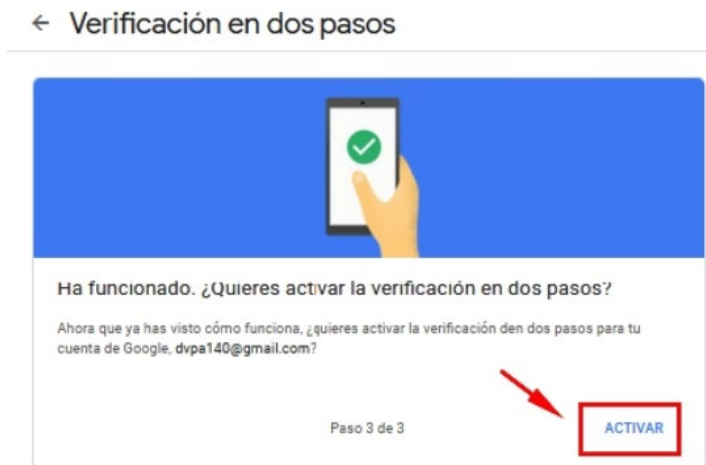 ← Verificación en dos pasos
Ha funcionado. ¿Quieres activar la verificación en dos pasos?
Ahora que ya has visto cómo funciona, ¿quieres activar la verificación den dos pasos para tu
cuenta de Google, dvpa140@gmail.com?
Paso 3 de 3
ACTIVAR